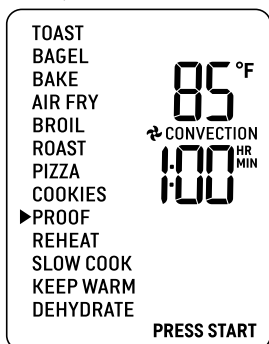 TOAST
BAGEL
BAKE
AIR FRY
BROIL
ROAST
PIZZA
COOKIES
▶PROOF
REHEAT
SLOW COOK
KEEP WARM
DEHYDRATE
85°F
CONVECTION
1:00 HR
MIN
PRESS START